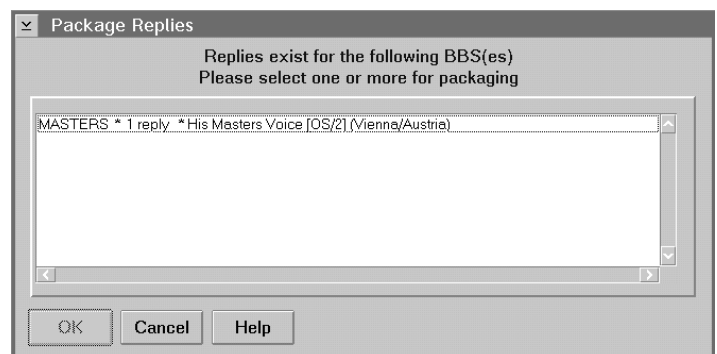 Package Replies
Replies exist for the following BBS(es)
Please select one or more for packaging
MASTERS * 1 reply * His Masters Voice [OS/2] (Vienna/Austria)
OK Cancel Help